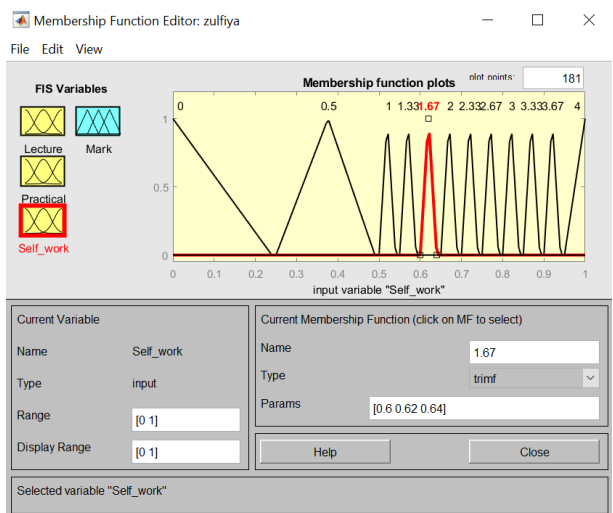 Membership Function Editor: zulfiya
File Edit View
FIS Variables
Lecture
Mark
Practical
Self_work
Membership function plots
plot points:
181
0 0.5 1 1.33 1.67 2 2.33 2.67 3 3.33 3.67 4
1
0.5
0
0 0.1 0.2 0.3 0.4 0.5 0.6 0.7 0.8 0.9 1
input variable "Self_work"
Current Variable
Name Self_work
Type input
Range [0 1]
Display Range [0 1]
Current Membership Function (click on MF to select)
Name 1.67
Type trimf
Params [0.6 0.62 0.64]
Help Close
Selected variable "Self_work"